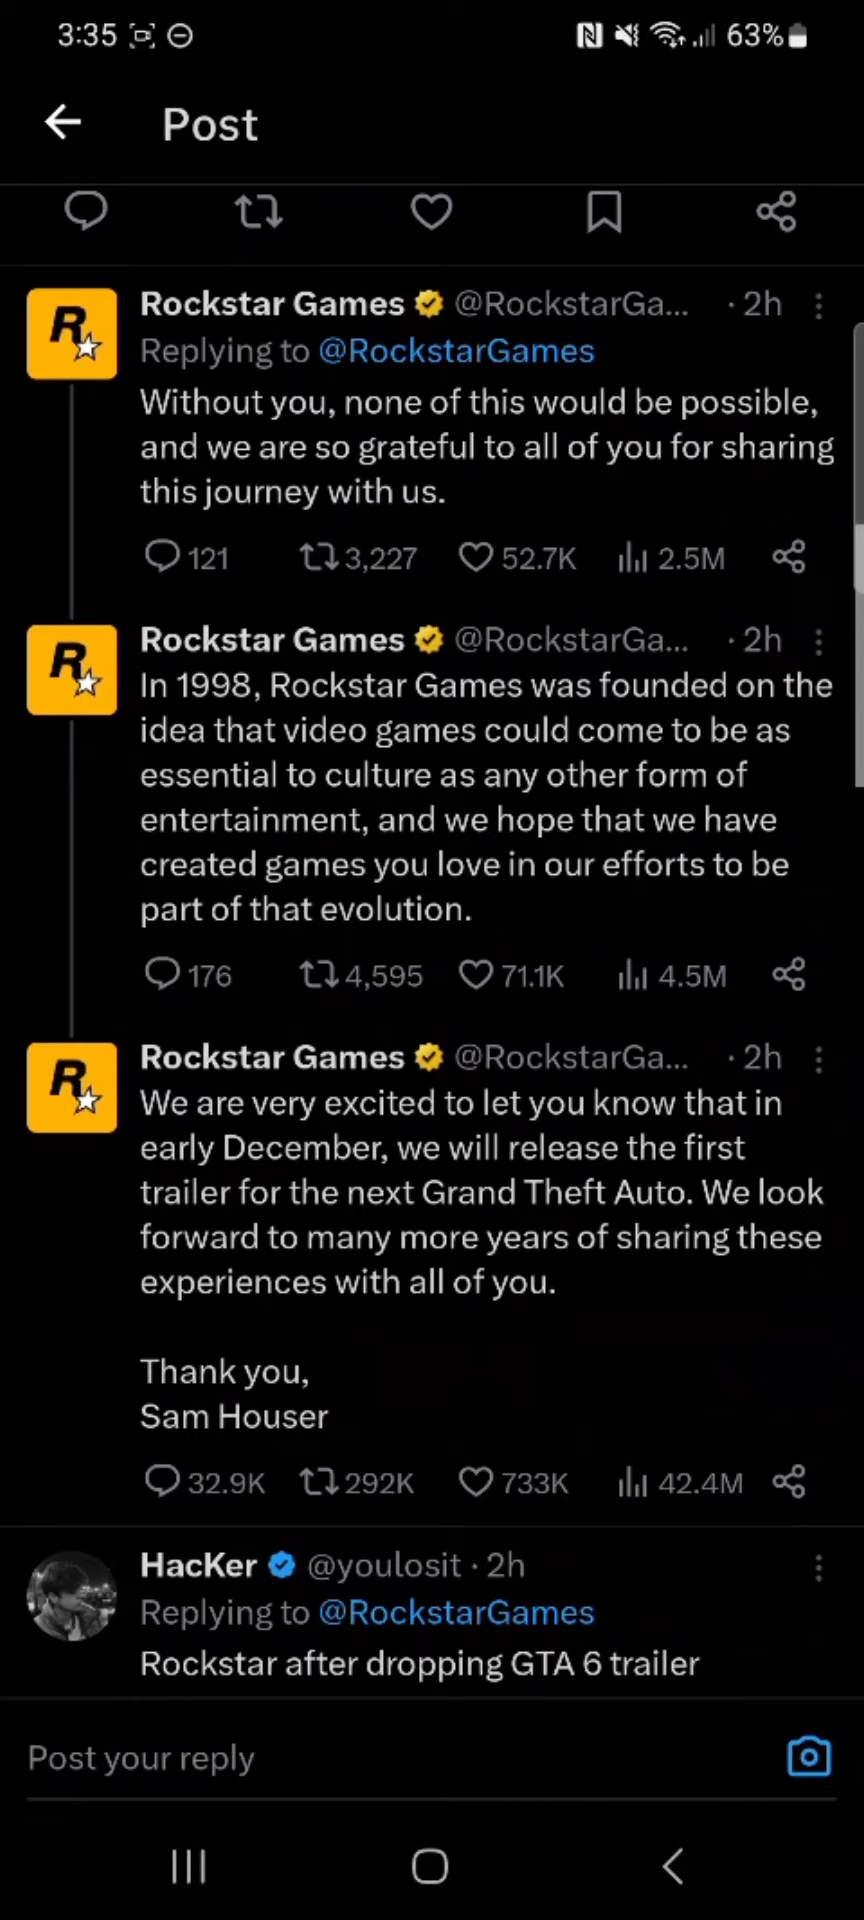 3:35 63%
Post
Rockstar Games @RockstarGa... · 2h
Replying to @RockstarGames
Without you, none of this would be possible,
and we are so grateful to all of you for sharing
this journey with us.
121 3,227 52.7K 2.5M
Rockstar Games @RockstarGa... · 2h
In 1998, Rockstar Games was founded on the
idea that video games could come to be as
essential to culture as any other form of
entertainment, and we hope that we have
created games you love in our efforts to be
part of that evolution.
176 4,595 71.1K 4.5M
Rockstar Games @RockstarGa... · 2h
We are very excited to let you know that in
early December, we will release the first
trailer for the next Grand Theft Auto. We look
forward to many more years of sharing these
experiences with all of you.
Thank you,
Sam Houser
32.9K 292K 733K 42.4M
HacKer @youlosit · 2h
Replying to @RockstarGames
Rockstar after dropping GTA 6 trailer
Post your reply